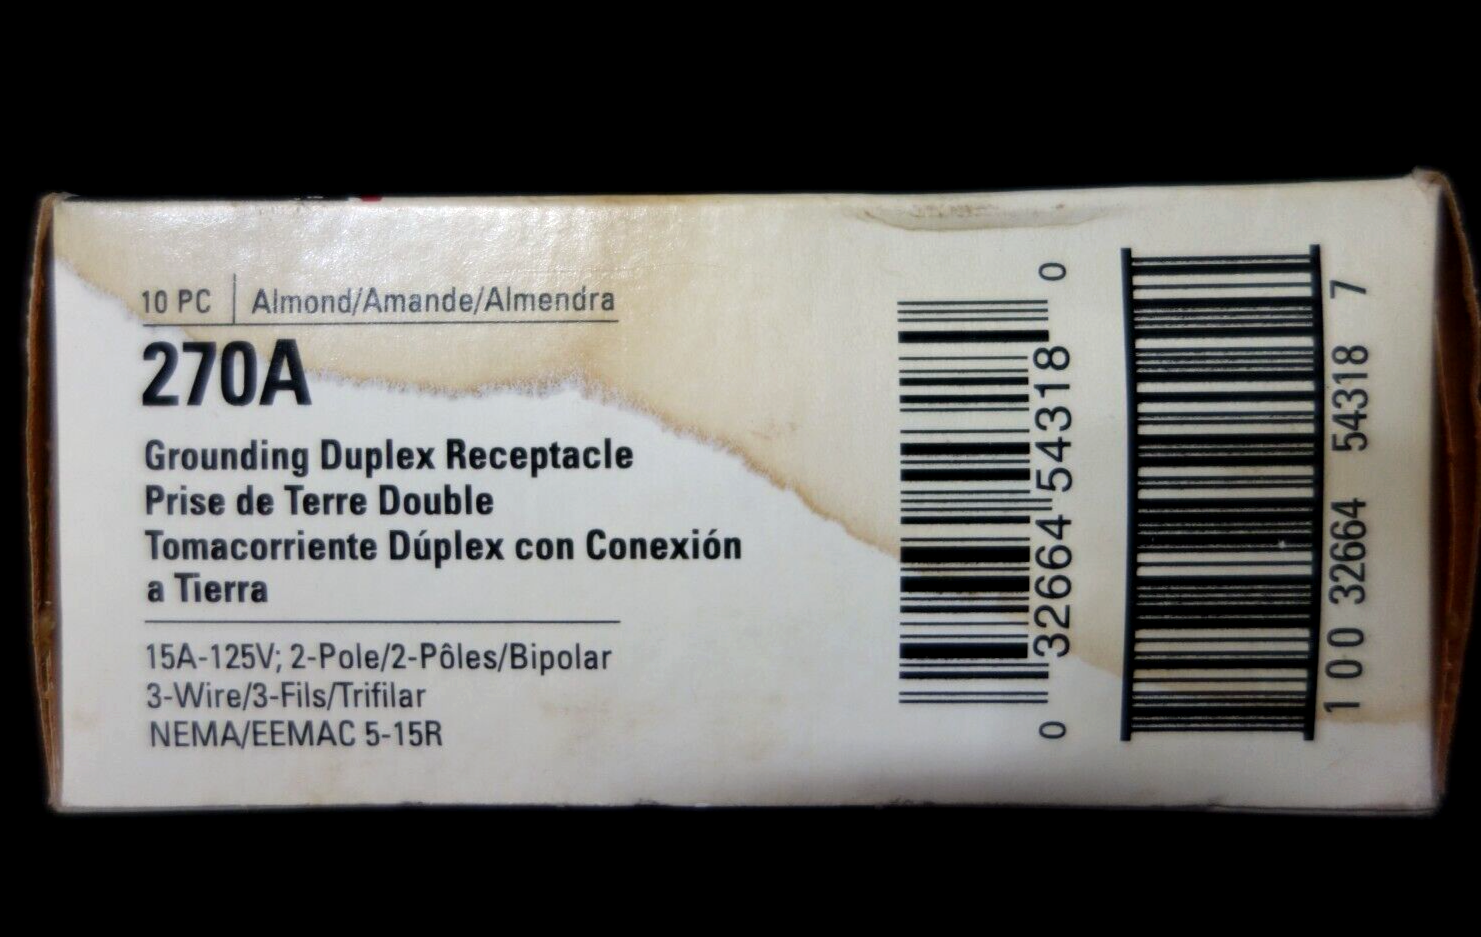 10 PC | Almond/Amande/Almendra
270A
Grounding Duplex Receptacle
Prise de Terre Double
Tomacorriente Dúplex con Conexión
a Tierra
15A-125V; 2-Pole/2-Pôles/Bipolar
3-Wire/3-Fils/Trifilar
NEMA/EEMAC 5-15R
0 32664 54318 0
1 00 32664 54318 7